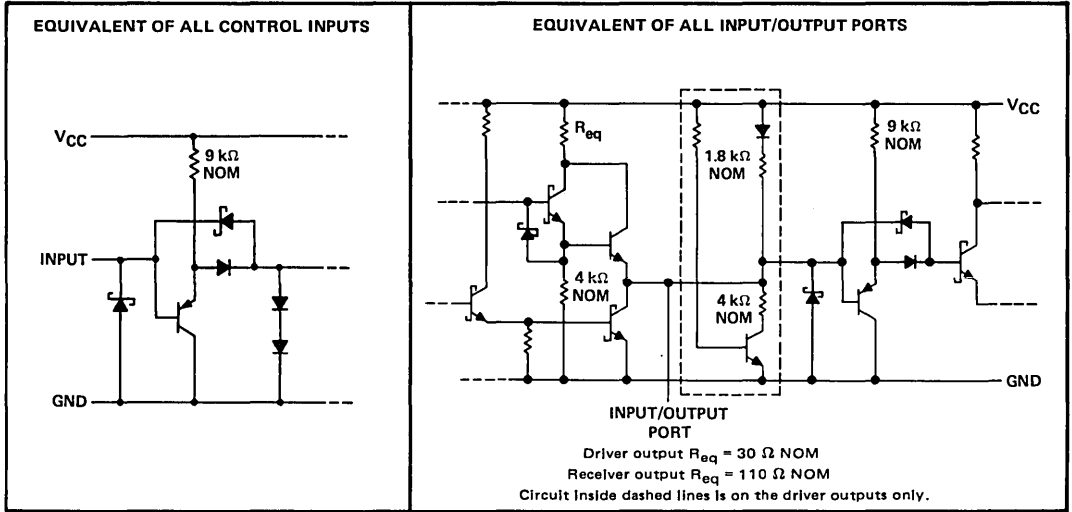 EQUIVALENT OF ALL CONTROL INPUTS
VCC
9 kΩ
NOM
INPUT
GND
EQUIVALENT OF ALL INPUT/OUTPUT PORTS
VCC
Req
1.8 kΩ
NOM
9 kΩ
NOM
4 kΩ
NOM
4 kΩ
NOM
GND
INPUT/OUTPUT
PORT
Driver output Req = 30 Ω NOM
Receiver output Req = 110 Ω NOM
Circuit inside dashed lines is on the driver outputs only.